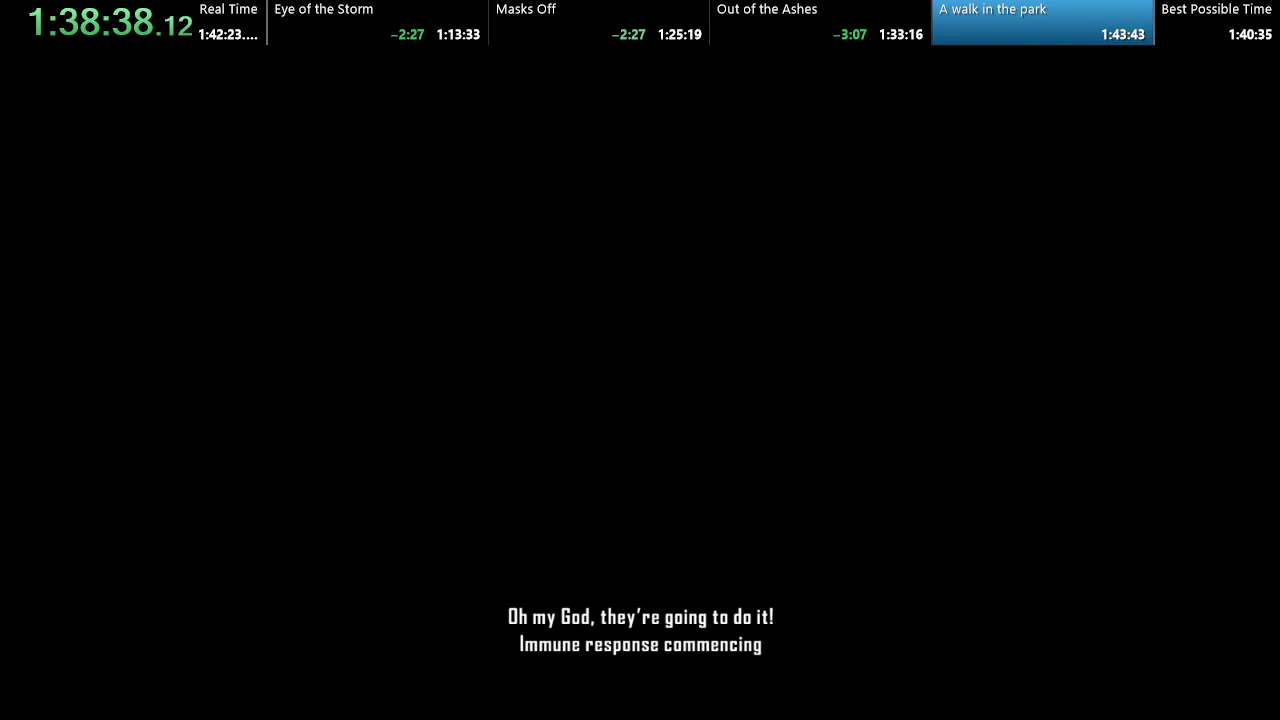 1:38:38.12
Real Time
1:42:23....
Eye of the Storm
-2:27 1:13:33
Masks Off
-2:27 1:25:19
Out of the Ashes
-3:07 1:33:16
A walk in the park
1:43:43
Best Possible Time
1:40:35
Oh my God, they're going to do it!
Immune response commencing